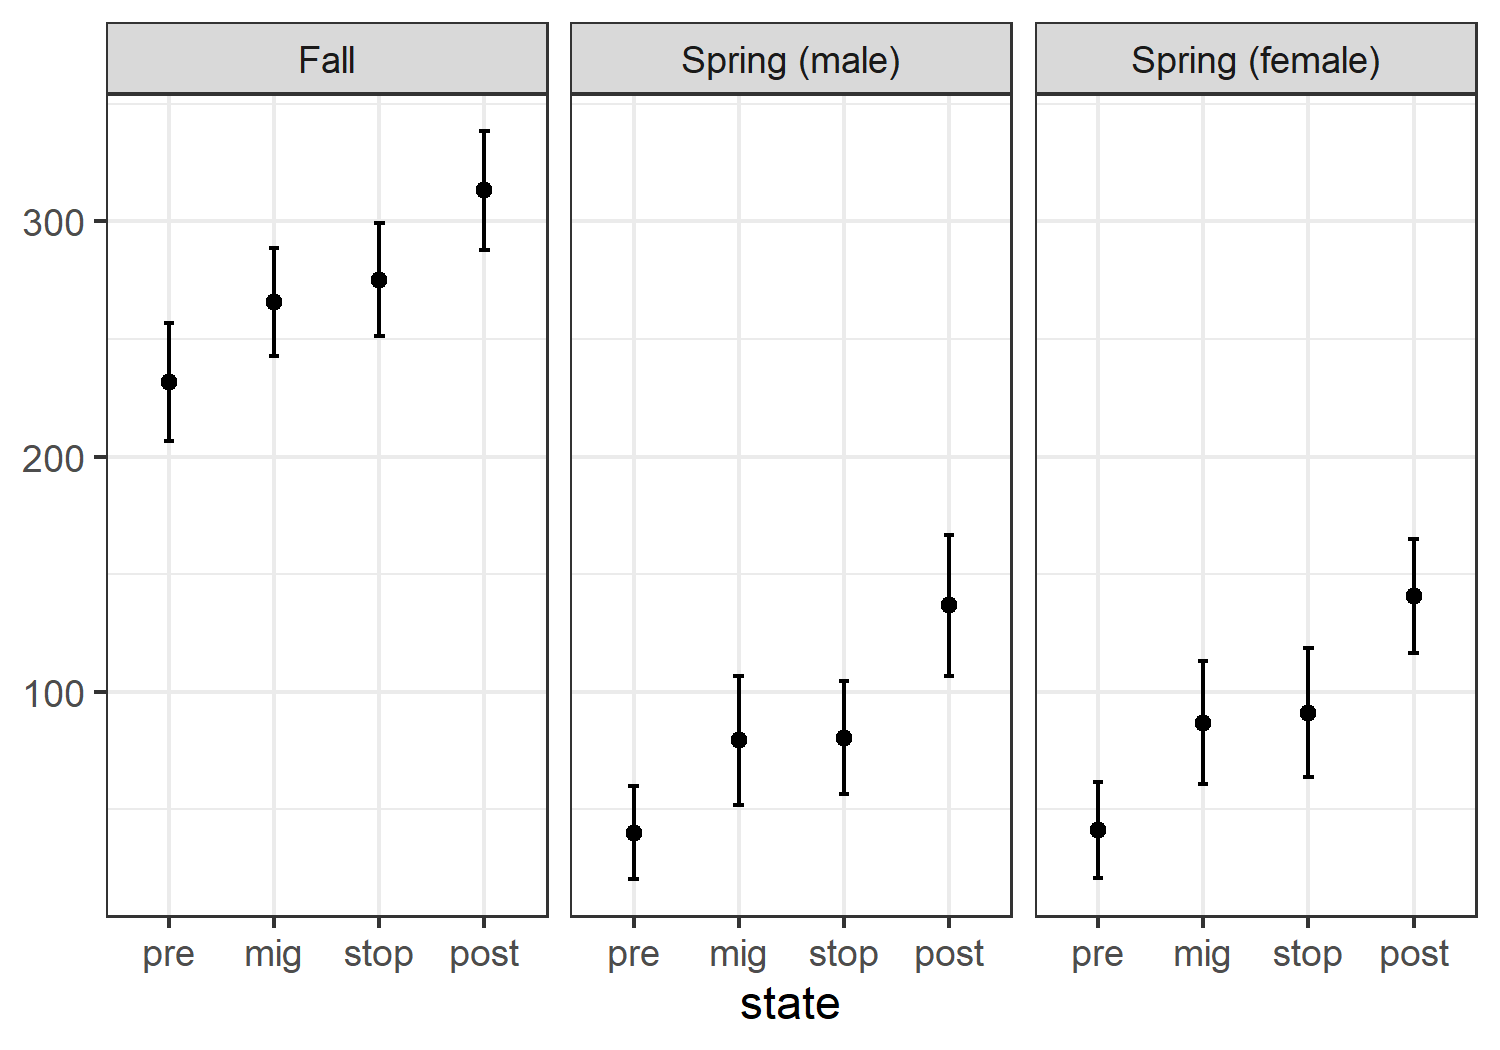 Fall Spring (male) Spring (female)
300
200
100
pre mig stop post pre mig stop post pre mig stop post
state